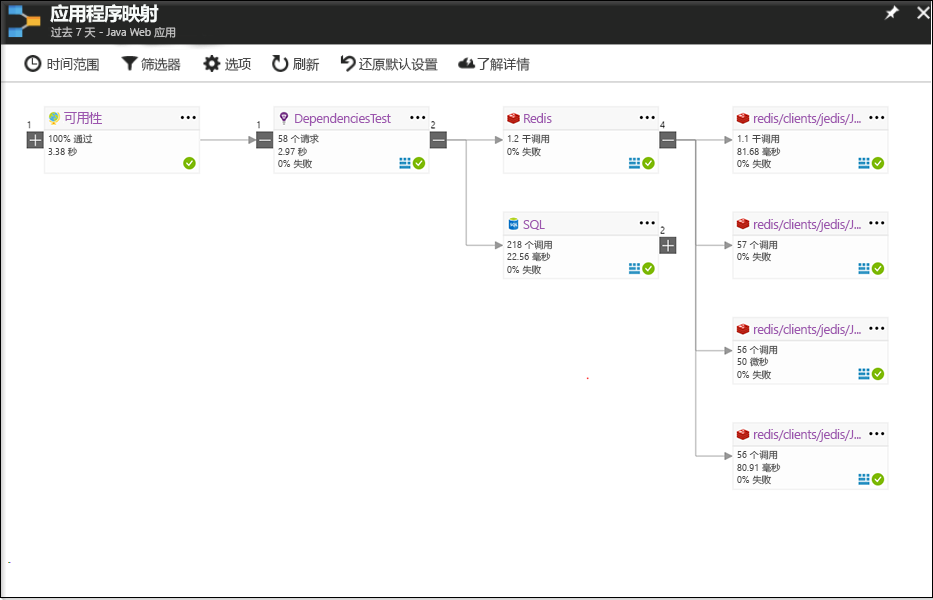 应用程序映射
过去 7 天 - Java Web 应用
时间范围 筛选器 选项 刷新 还原默认设置 了解详情
1
可用性
100% 通过
3.38 秒
1
DependenciesTest
58 个请求
2.97 秒
0% 失败
2
Redis
1.2 千调用
0% 失败
4
SQL
218 个调用
22.56 毫秒
0% 失败
2
redis/clients/jedis/J...
1.1 千调用
81.68 毫秒
0% 失败
redis/clients/jedis/J...
57 个调用
0% 失败
redis/clients/jedis/J...
56 个调用
50 微秒
0% 失败
redis/clients/jedis/J...
56 个调用
80.91 毫秒
0% 失败